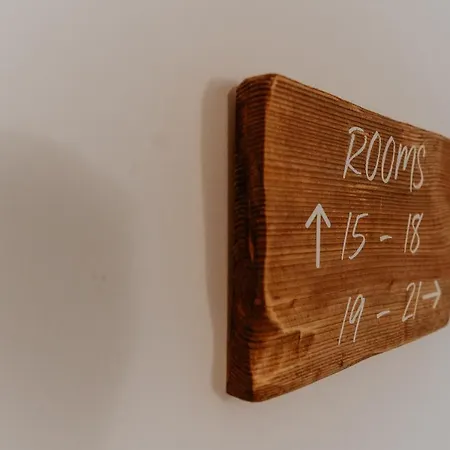 ROOMS
↑ 15 - 18
19 - 21 →